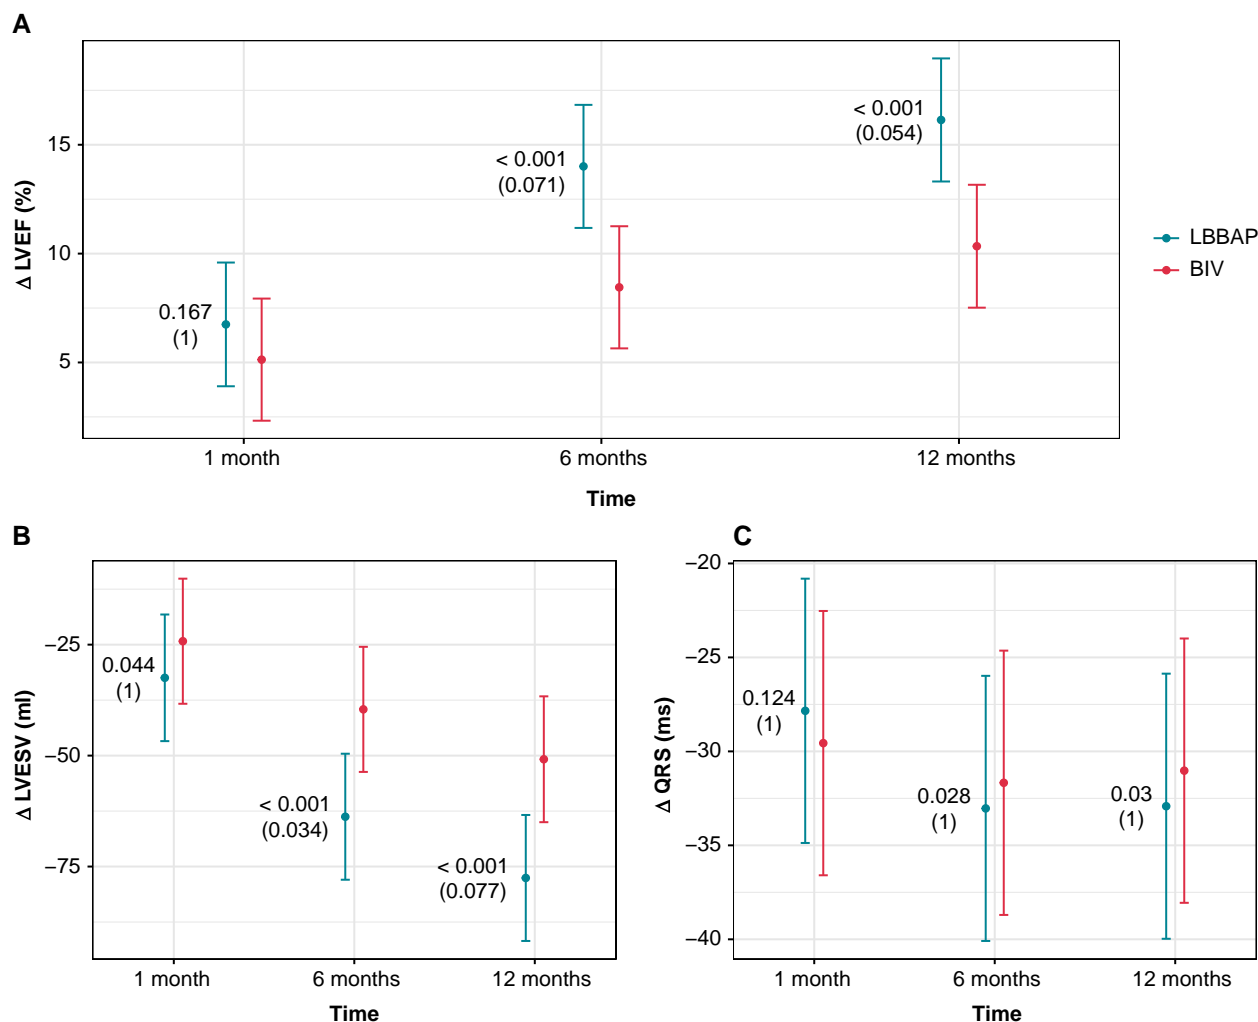 A
Δ LVEF (%)
15
10
5
0.167
(1)
< 0.001
(0.071)
< 0.001
(0.054)
1 month
6 months
12 months
Time
LBBAP
BIV
B
Δ LVESV (ml)
−25
−50
−75
0.044
(1)
< 0.001
(0.034)
< 0.001
(0.077)
1 month
6 months
12 months
Time
C
Δ QRS (ms)
−20
−25
−30
−35
−40
0.124
(1)
0.028
(1)
0.03
(1)
1 month
6 months
12 months
Time